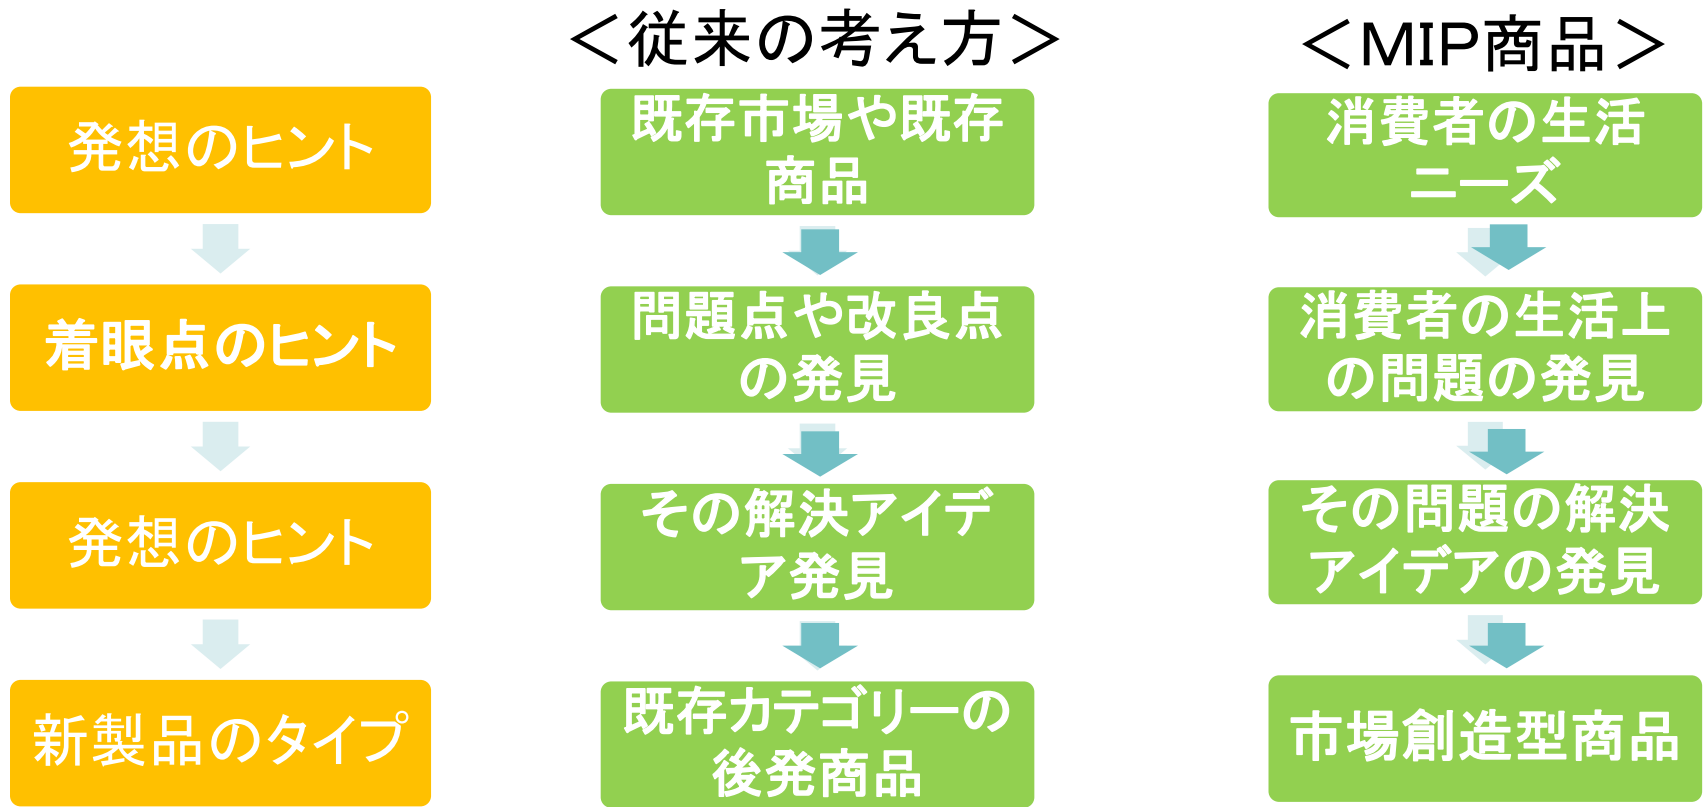 ＜従来の考え方＞
＜MIP商品＞
発想のヒント
既存市場や既存
商品
消費者の生活
ニーズ
着眼点のヒント
問題点や改良点
の発見
消費者の生活上
の問題の発見
発想のヒント
その解決アイデ
ア発見
その問題の解決
アイデアの発見
新製品のタイプ
既存カテゴリーの
後発商品
市場創造型商品